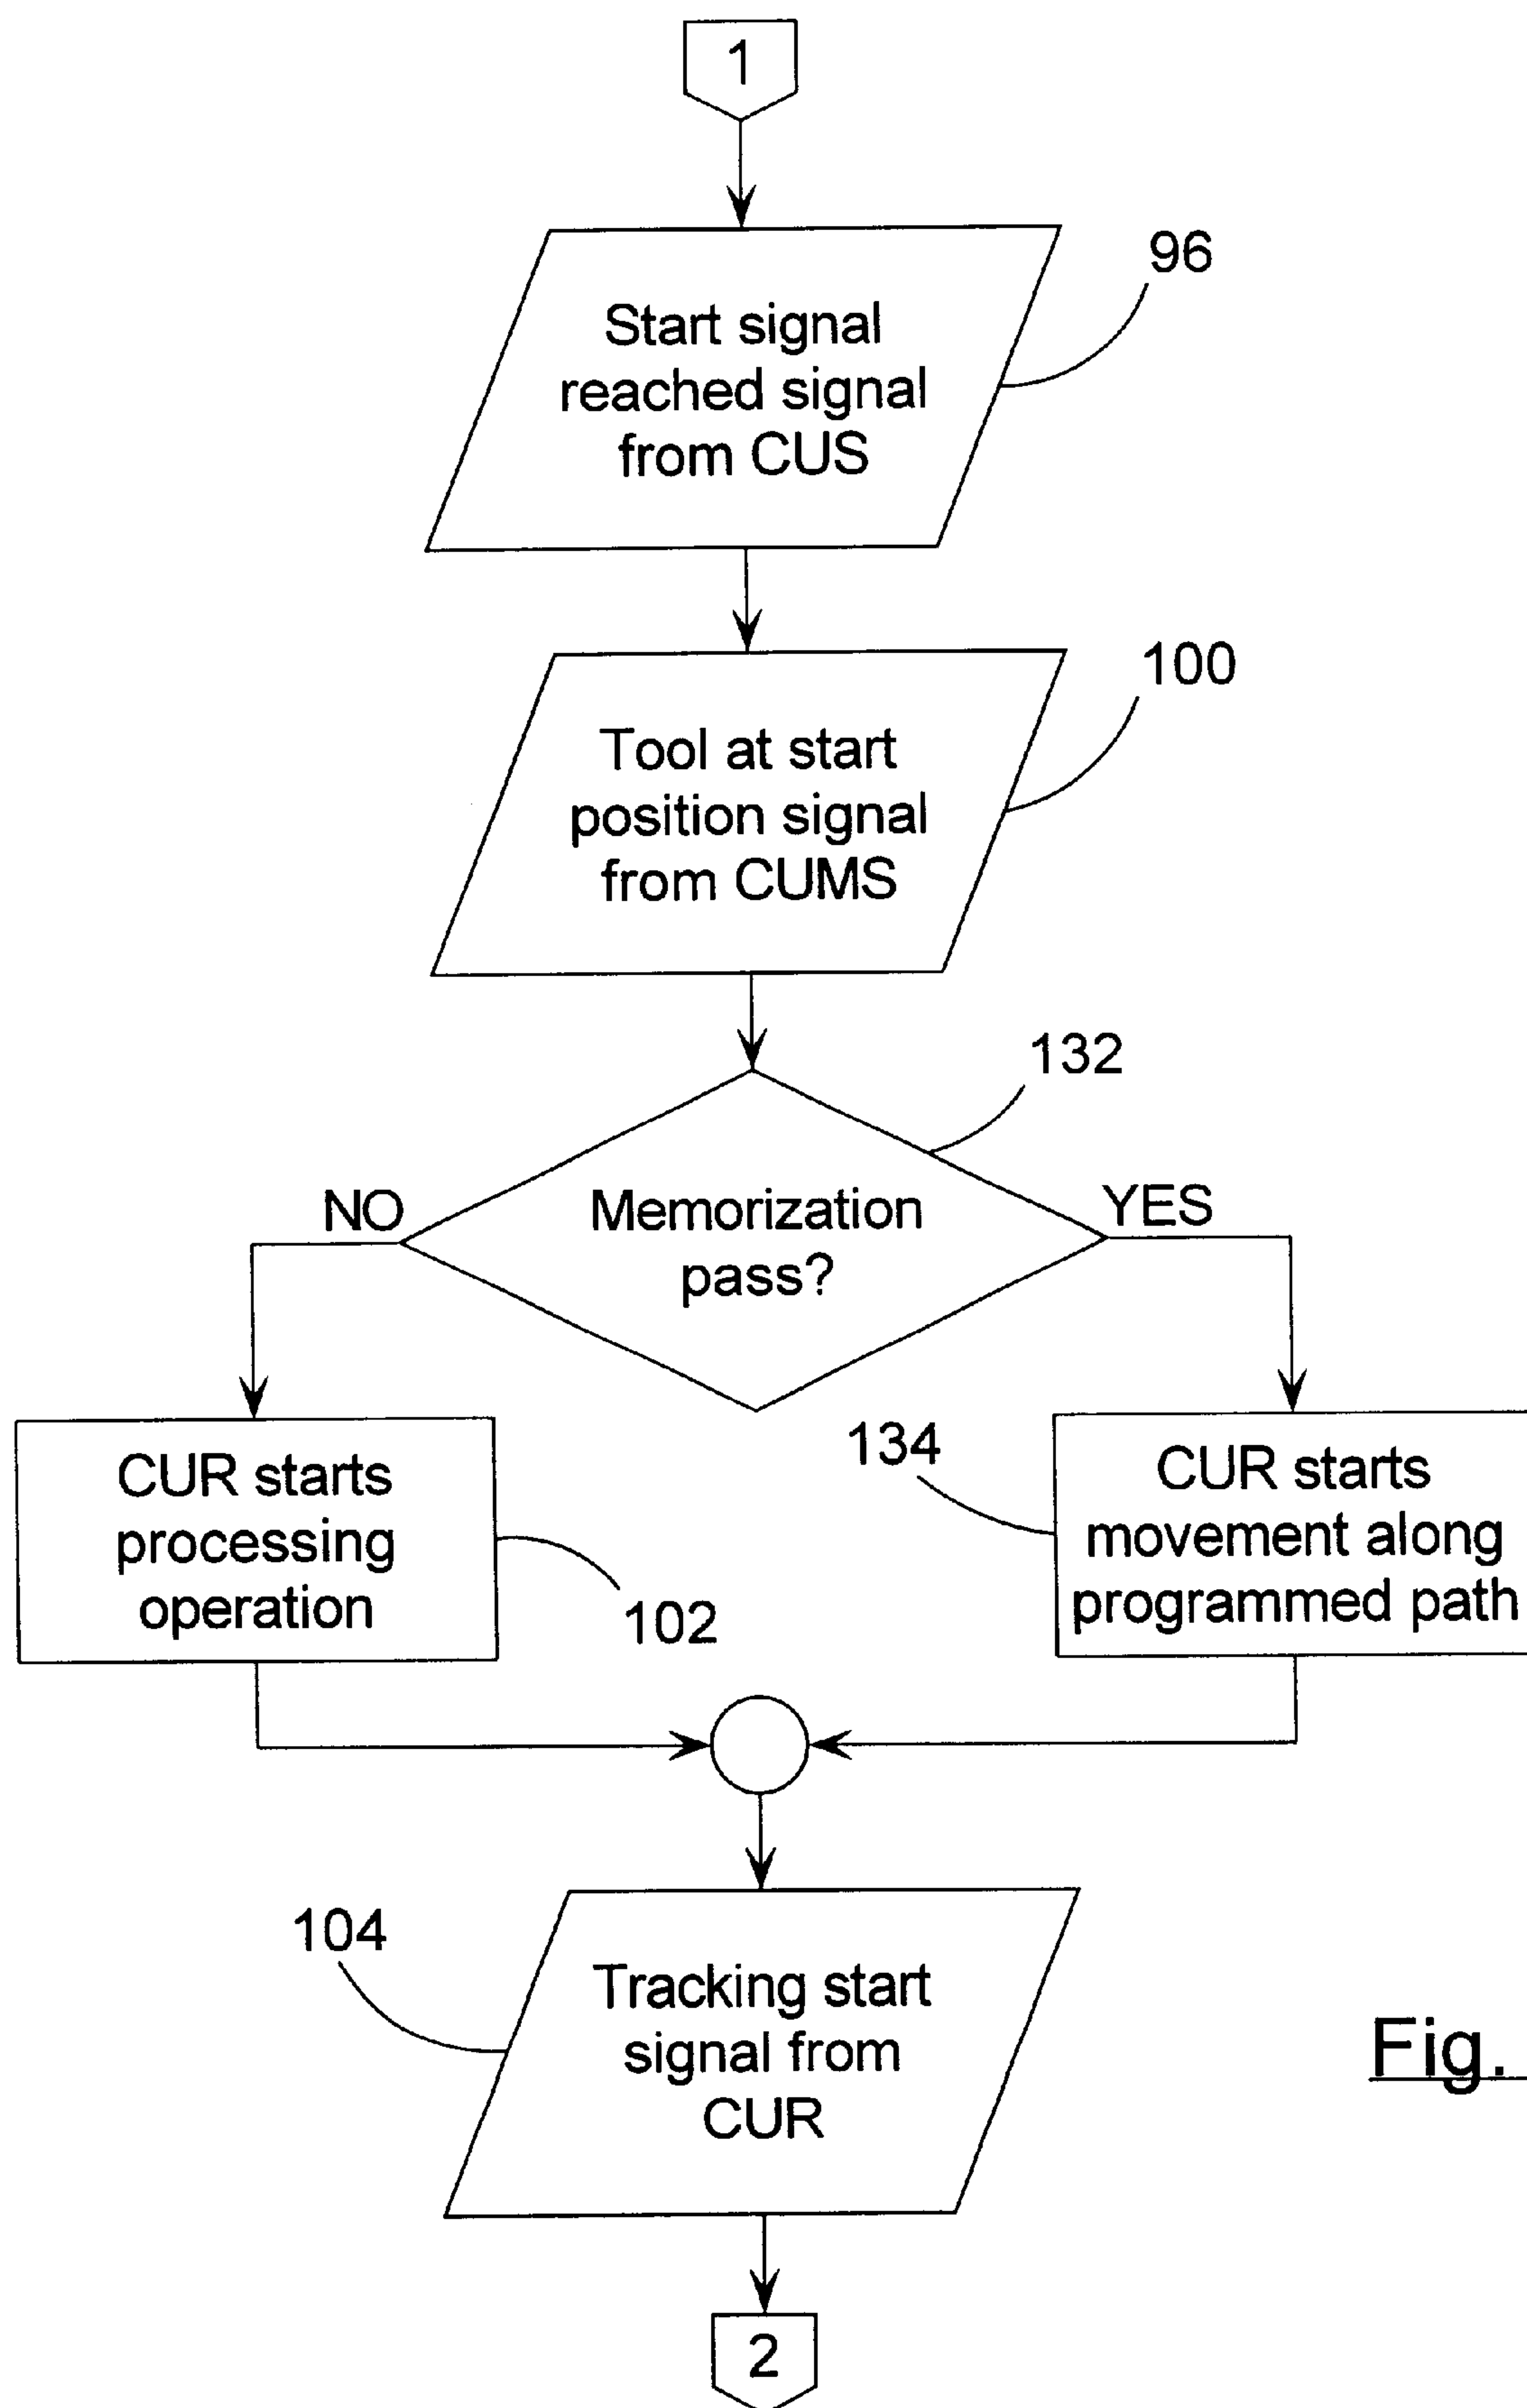 1
96
Start signal
reached signal
from CUS
100
Tool at start
position signal
from CUMS
132
NO
YES
Memorization
pass?
CUR starts
processing
operation
102
134
CUR starts
movement along
programmed path
104
Tracking start
signal from
CUR
Fig.
2